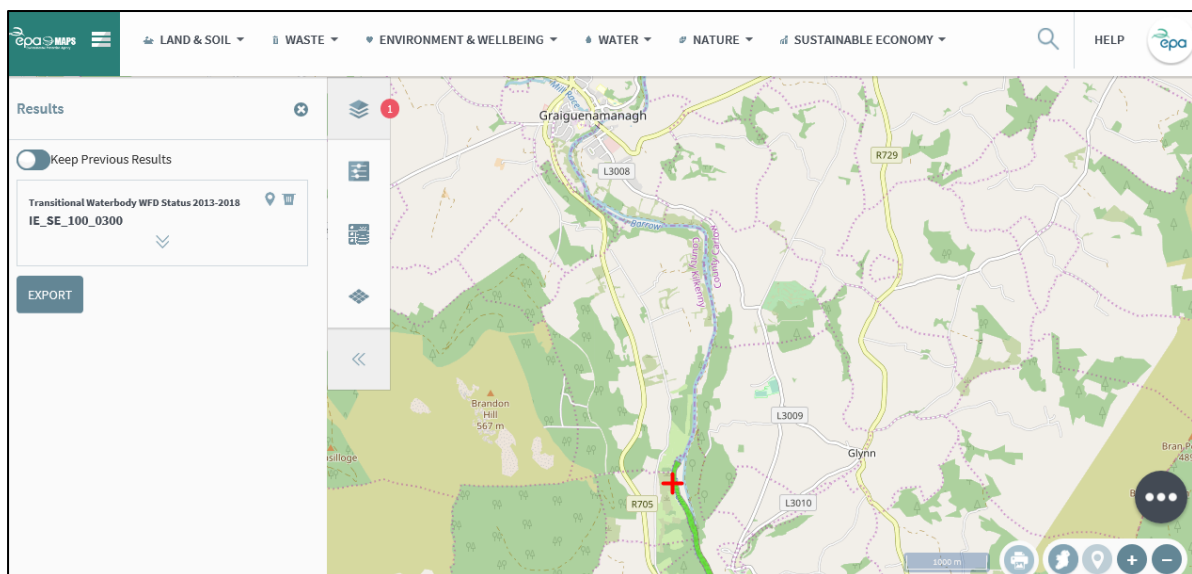 epa MAPS
LAND & SOIL
WASTE
ENVIRONMENT & WELLBEING
WATER
NATURE
SUSTAINABLE ECONOMY
HELP
epa
Results
Keep Previous Results
Transitional Waterbody WFD Status 2013-2018
IE_SE_100_0300
EXPORT
1
Mill Race
Graiguenamanagh
L3008
R729
Barrow
County Kilkenny
County Carlow
Brandon
Hill
567 m
L3009
Glynn
R705
L3010
1000 m